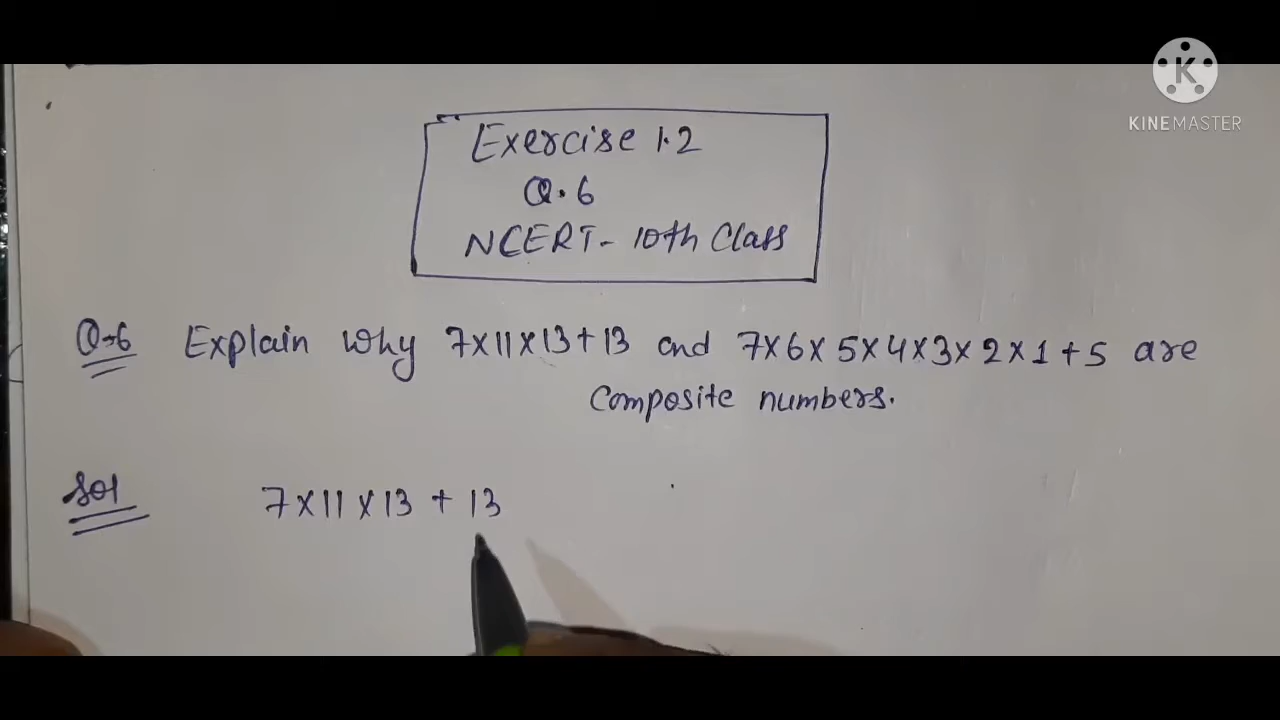 KINEMASTER
Exercise 1.2
Q.6
NCERT- 10th Class
Q-6 Explain why 7×11×13+13 and 7×6×5×4×3×2×1+5 are
Composite numbers.
Sol 7×11×13 + 13